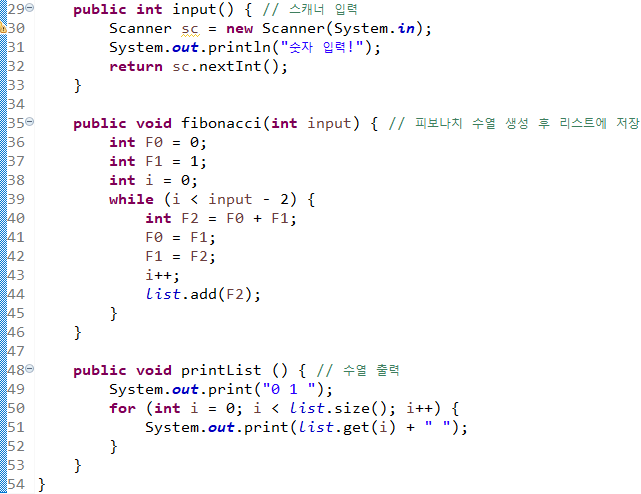 29 public int input() { // 스캐너 입력
30 Scanner sc = new Scanner(System.in);
31 System.out.println("숫자 입력!");
32 return sc.nextInt();
33 }
34
35 public void fibonacci(int input) { // 피보나치 수열 생성 후 리스트에 저장
36 int F0 = 0;
37 int F1 = 1;
38 int i = 0;
39 while (i < input - 2) {
40 int F2 = F0 + F1;
41 F0 = F1;
42 F1 = F2;
43 i++;
44 list.add(F2);
45 }
46 }
47
48 public void printList () { // 수열 출력
49 System.out.print("0 1 ");
50 for (int i = 0; i < list.size(); i++) {
51 System.out.print(list.get(i) + " ");
52 }
53 }
54 }